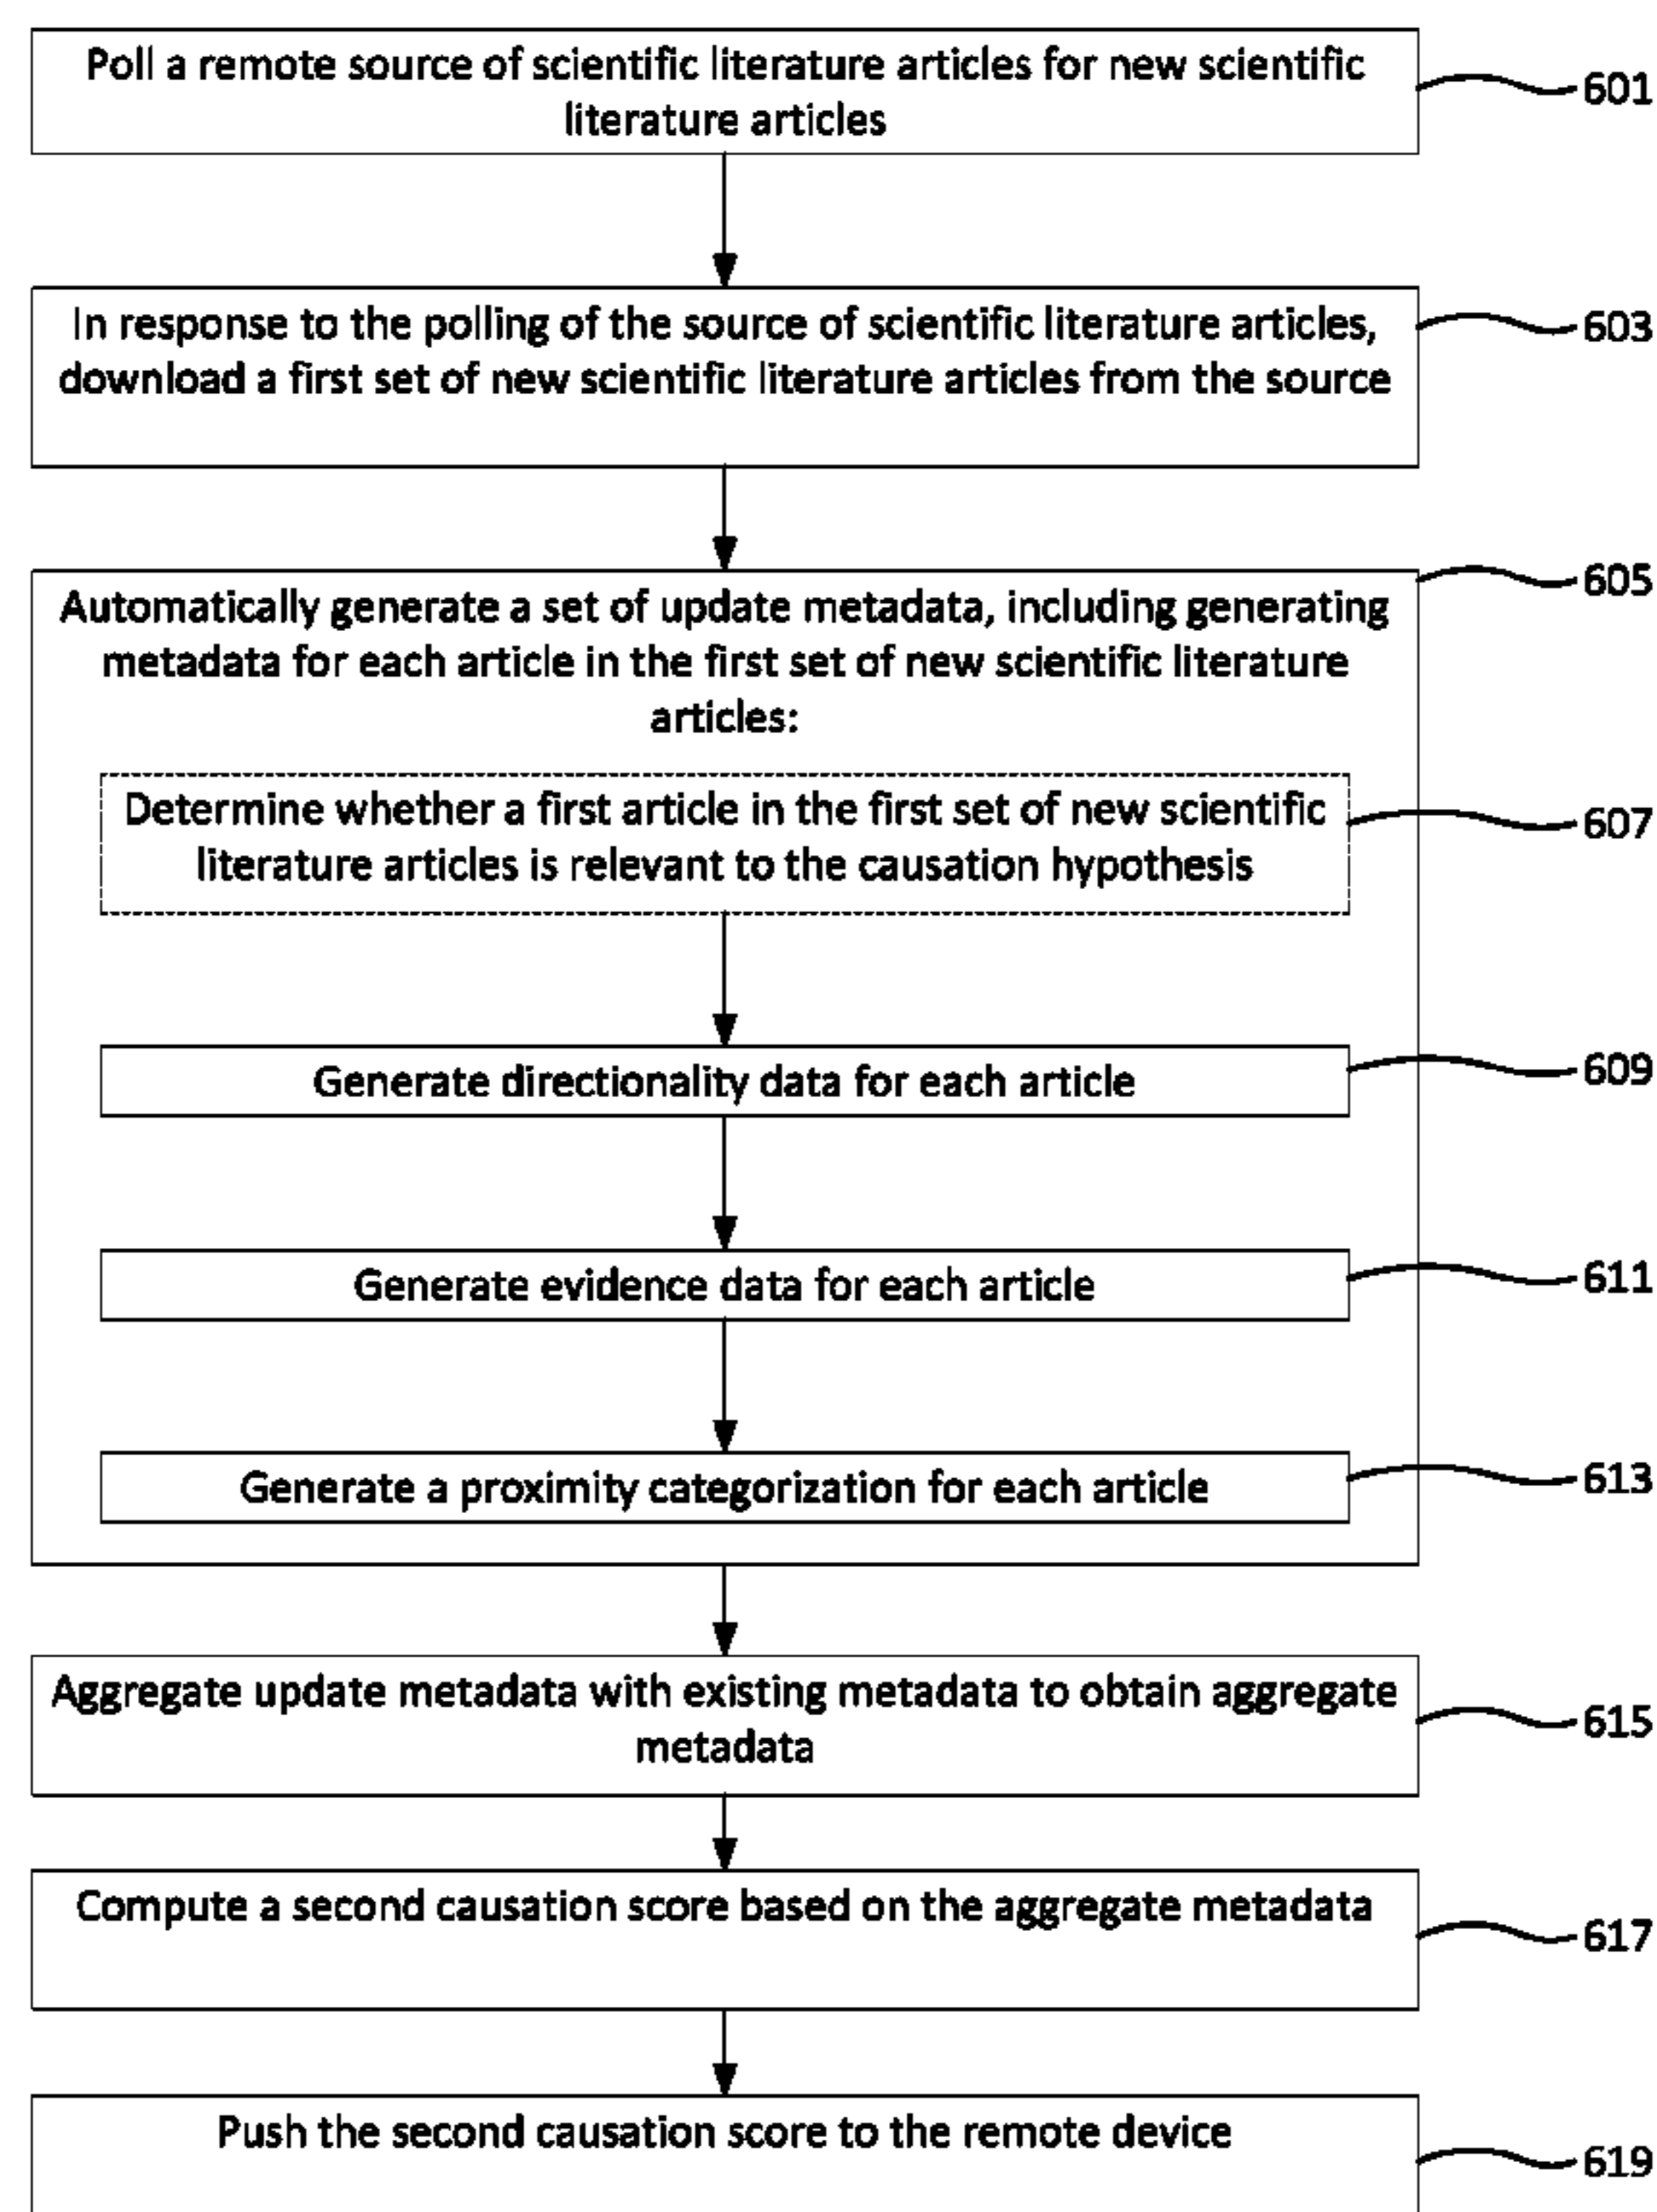 Poll a remote source of scientific literature articles for new scientific
literature articles
601
In response to the polling of the source of scientific literature articles,
download a first set of new scientific literature articles from the source
603
Automatically generate a set of update metadata, including generating
metadata for each article in the first set of new scientific literature
articles:
605
Determine whether a first article in the first set of new scientific
literature articles is relevant to the causation hypothesis
607
Generate directionality data for each article
609
Generate evidence data for each article
611
Generate a proximity categorization for each article
613
Aggregate update metadata with existing metadata to obtain aggregate
metadata
615
Compute a second causation score based on the aggregate metadata
617
Push the second causation score to the remote device
619